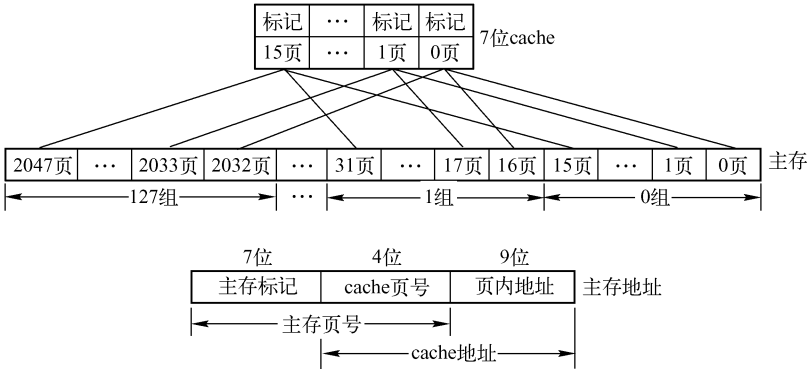 标记 … 标记 标记
15页 … 1页 0页 7位cache
2047页 … 2033页 2032页 … 31页 … 17页 16页 15页 … 1页 0页 主存
127组 … 1组 0组
7位 4位 9位
主存标记 cache页号 页内地址 主存地址
主存页号
cache地址